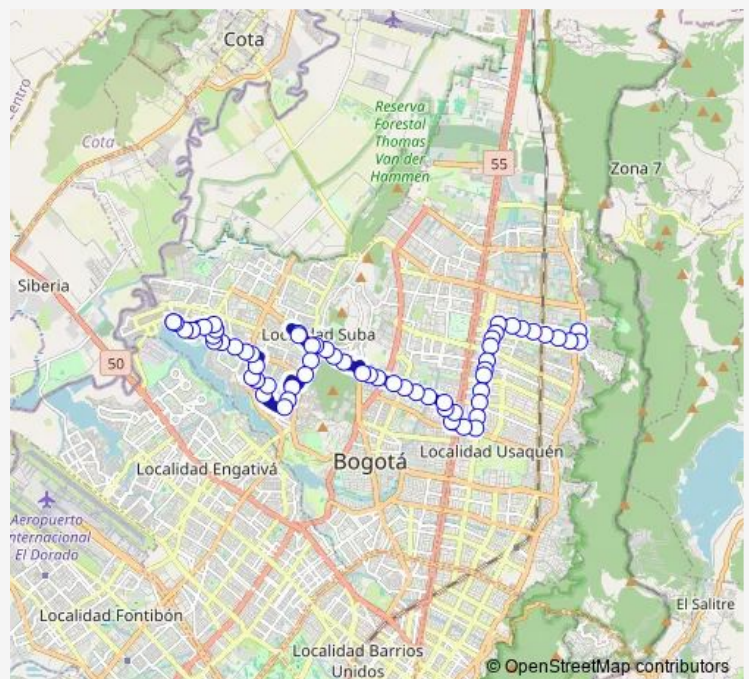 Cota
Centro
Cota
Reserva
Forestal
Thomas
Van der
Hammen
55
Zona 7
Siberia
Localidad Suba
50
Localidad Usaquén
Bogotá
Localidad Engativá
Aeropuerto
Internacional
El Dorado
El Salitre
Localidad Fontibón
Localidad Barrios
Unidos
© OpenStreetMap contributors